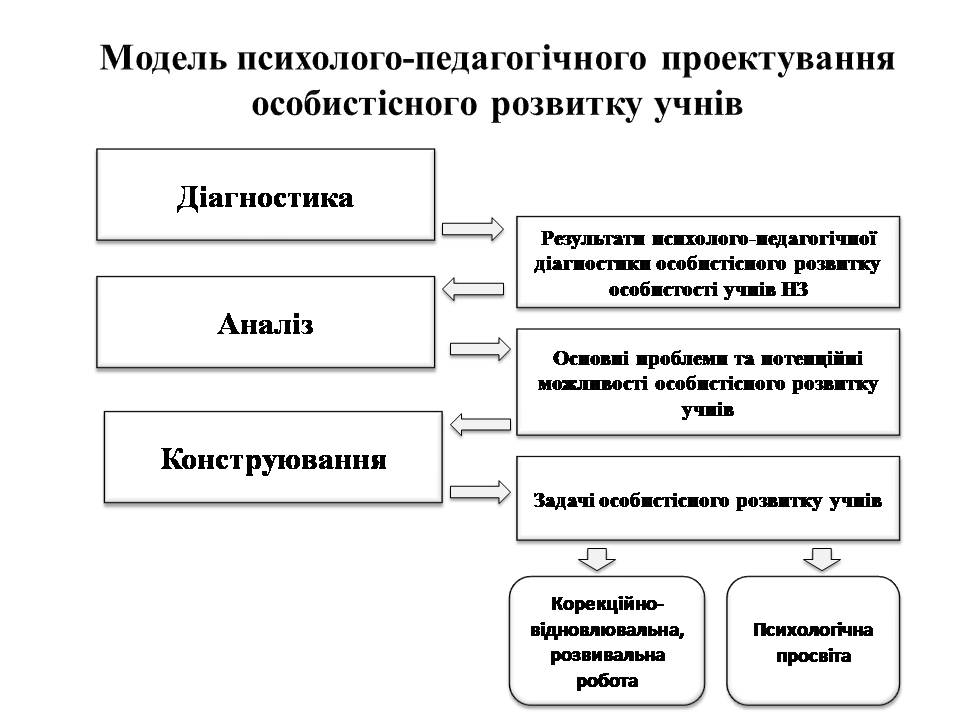 Модель психолого-педагогічного проектування
особистісного розвитку учнів
Діагностика
Результати психолого-педагогічної
діагностики особистісного розвитку
особистості учнів НЗ
Аналіз
Основні проблеми та потенційні
можливості особистісного розвитку
учнів
Конструювання
Задачі особистісного розвитку учнів
Корекційно-
відновлювальна,
розвивальна
робота
Психологічна
просвіта